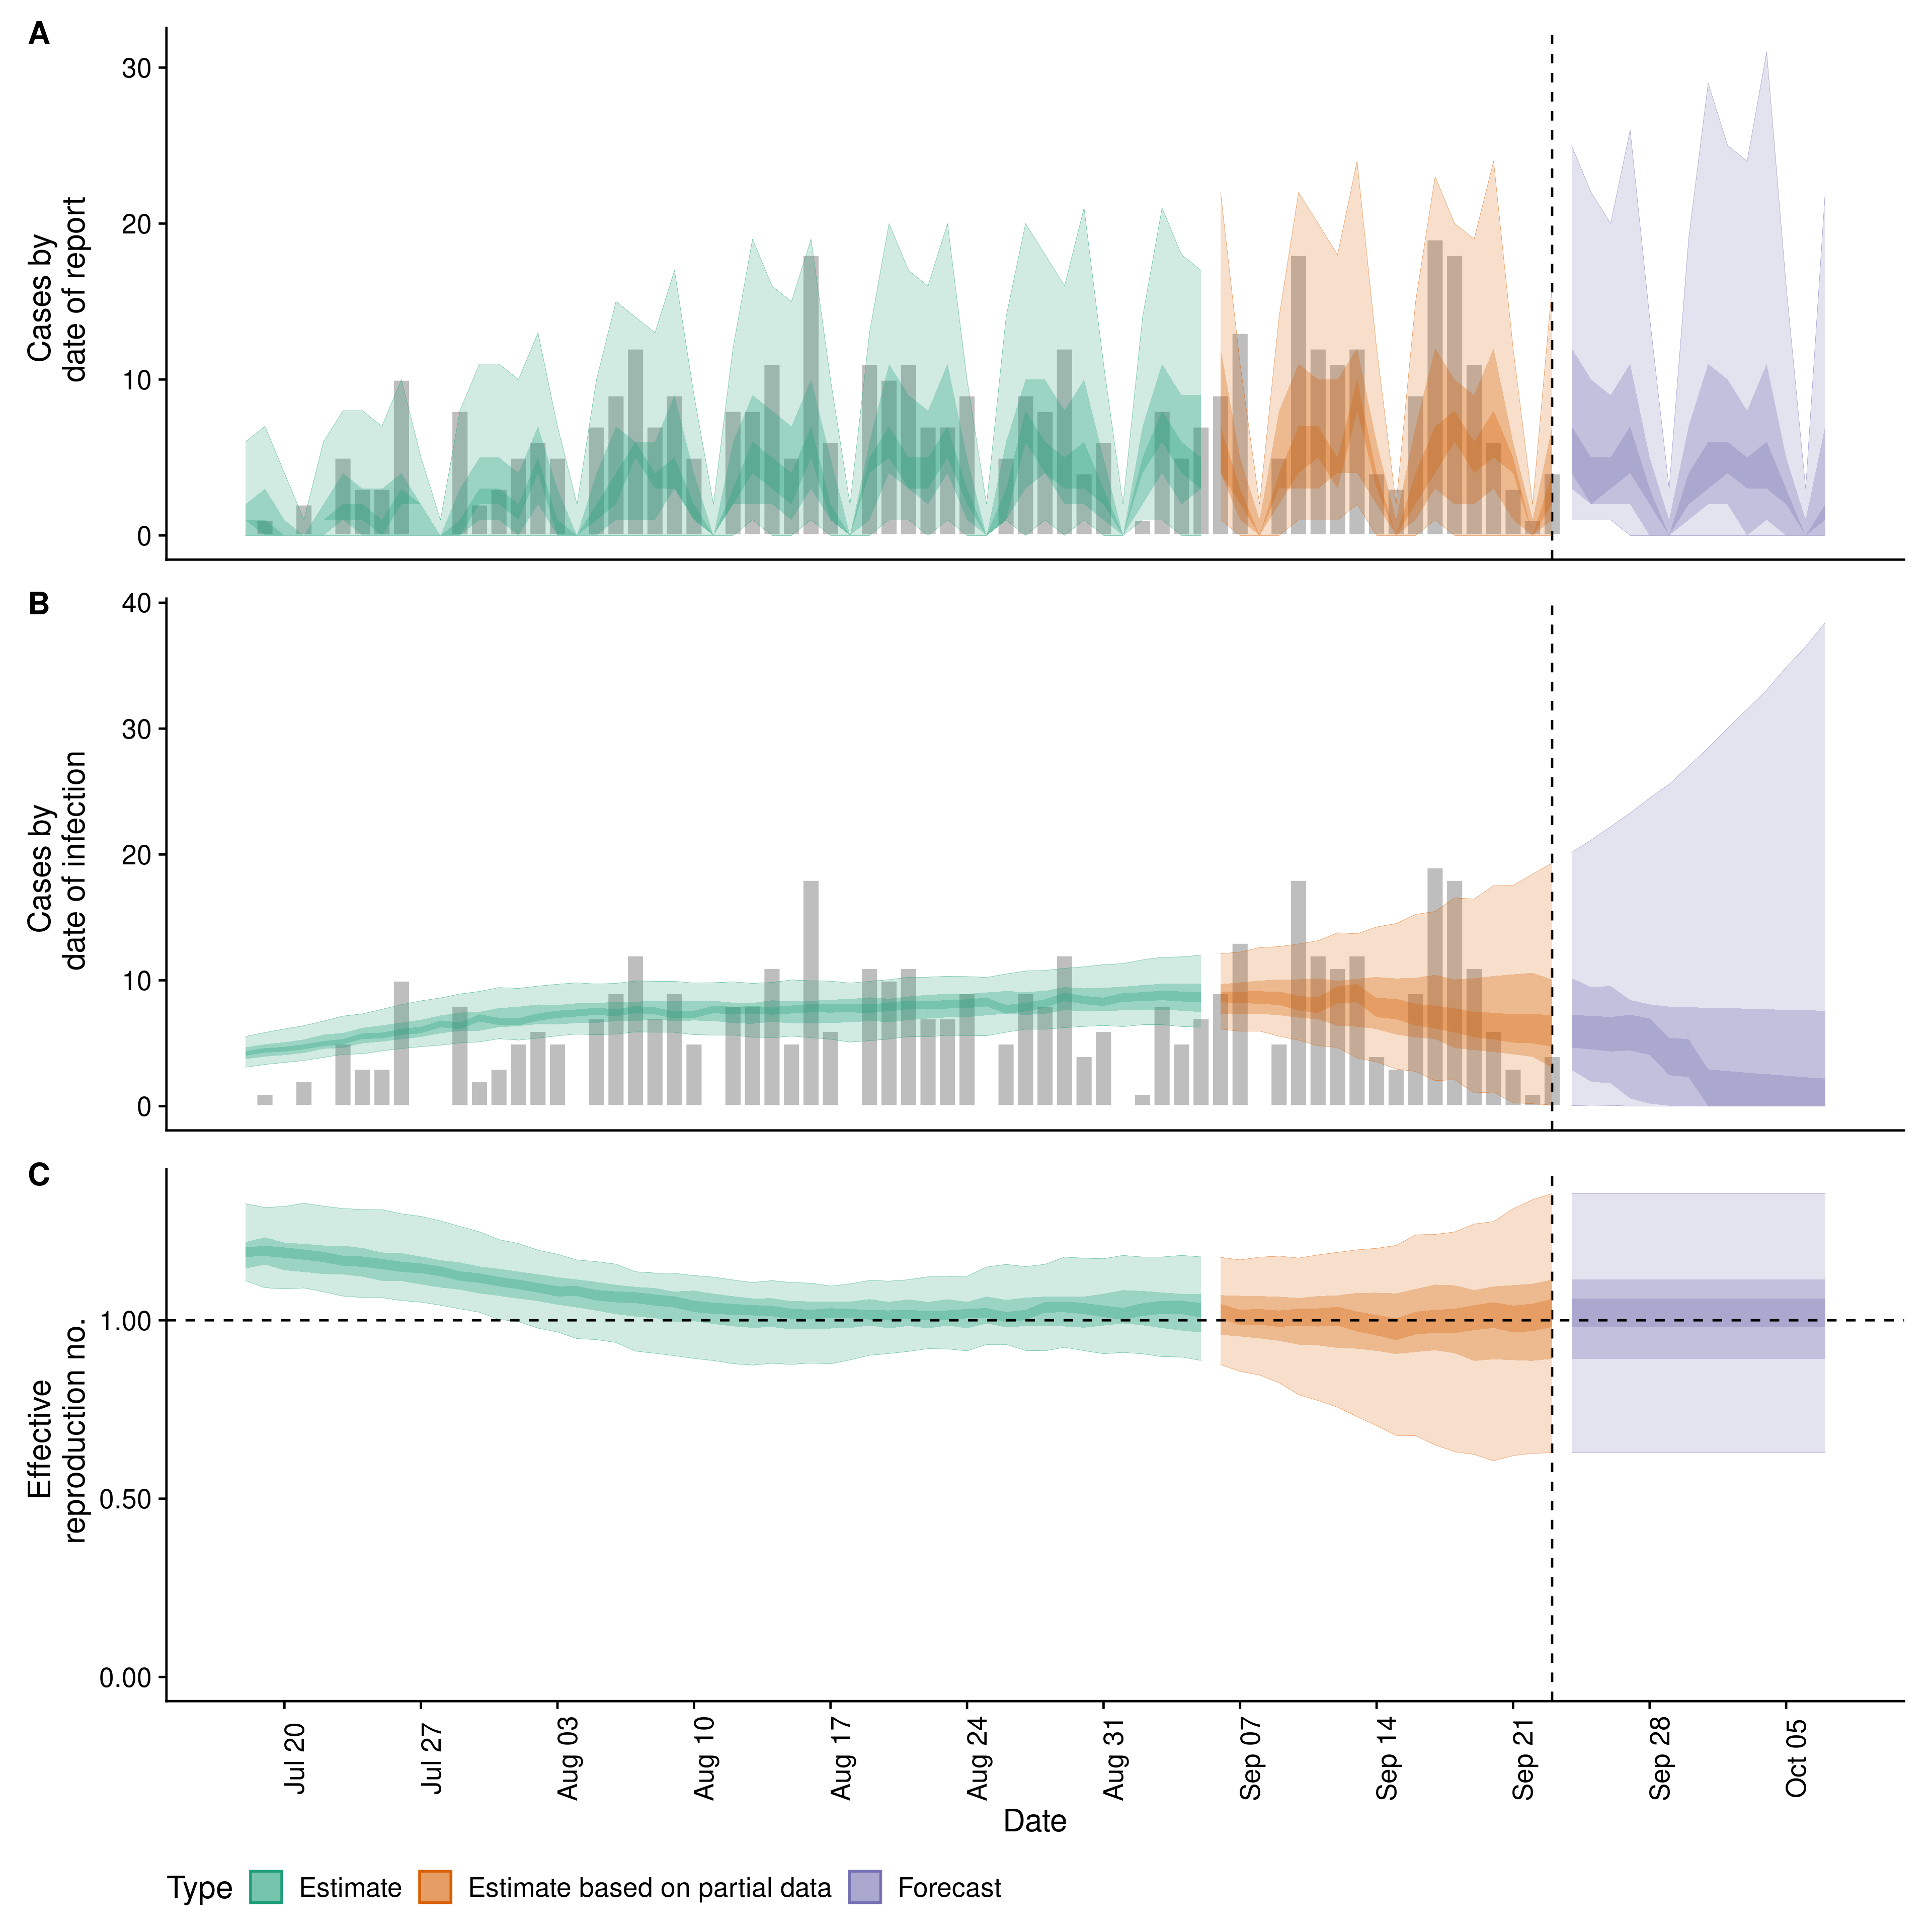 A
30
20
10
0
Cases by
date of report
B
40
30
20
10
0
Cases by
date of infection
C
1.00
0.50
0.00
Effective
reproduction no.
Jul 20
Jul 27
Aug 03
Aug 10
Aug 17
Aug 24
Aug 31
Sep 07
Sep 14
Sep 21
Sep 28
Oct 05
Date
Type Estimate Estimate based on partial data Forecast